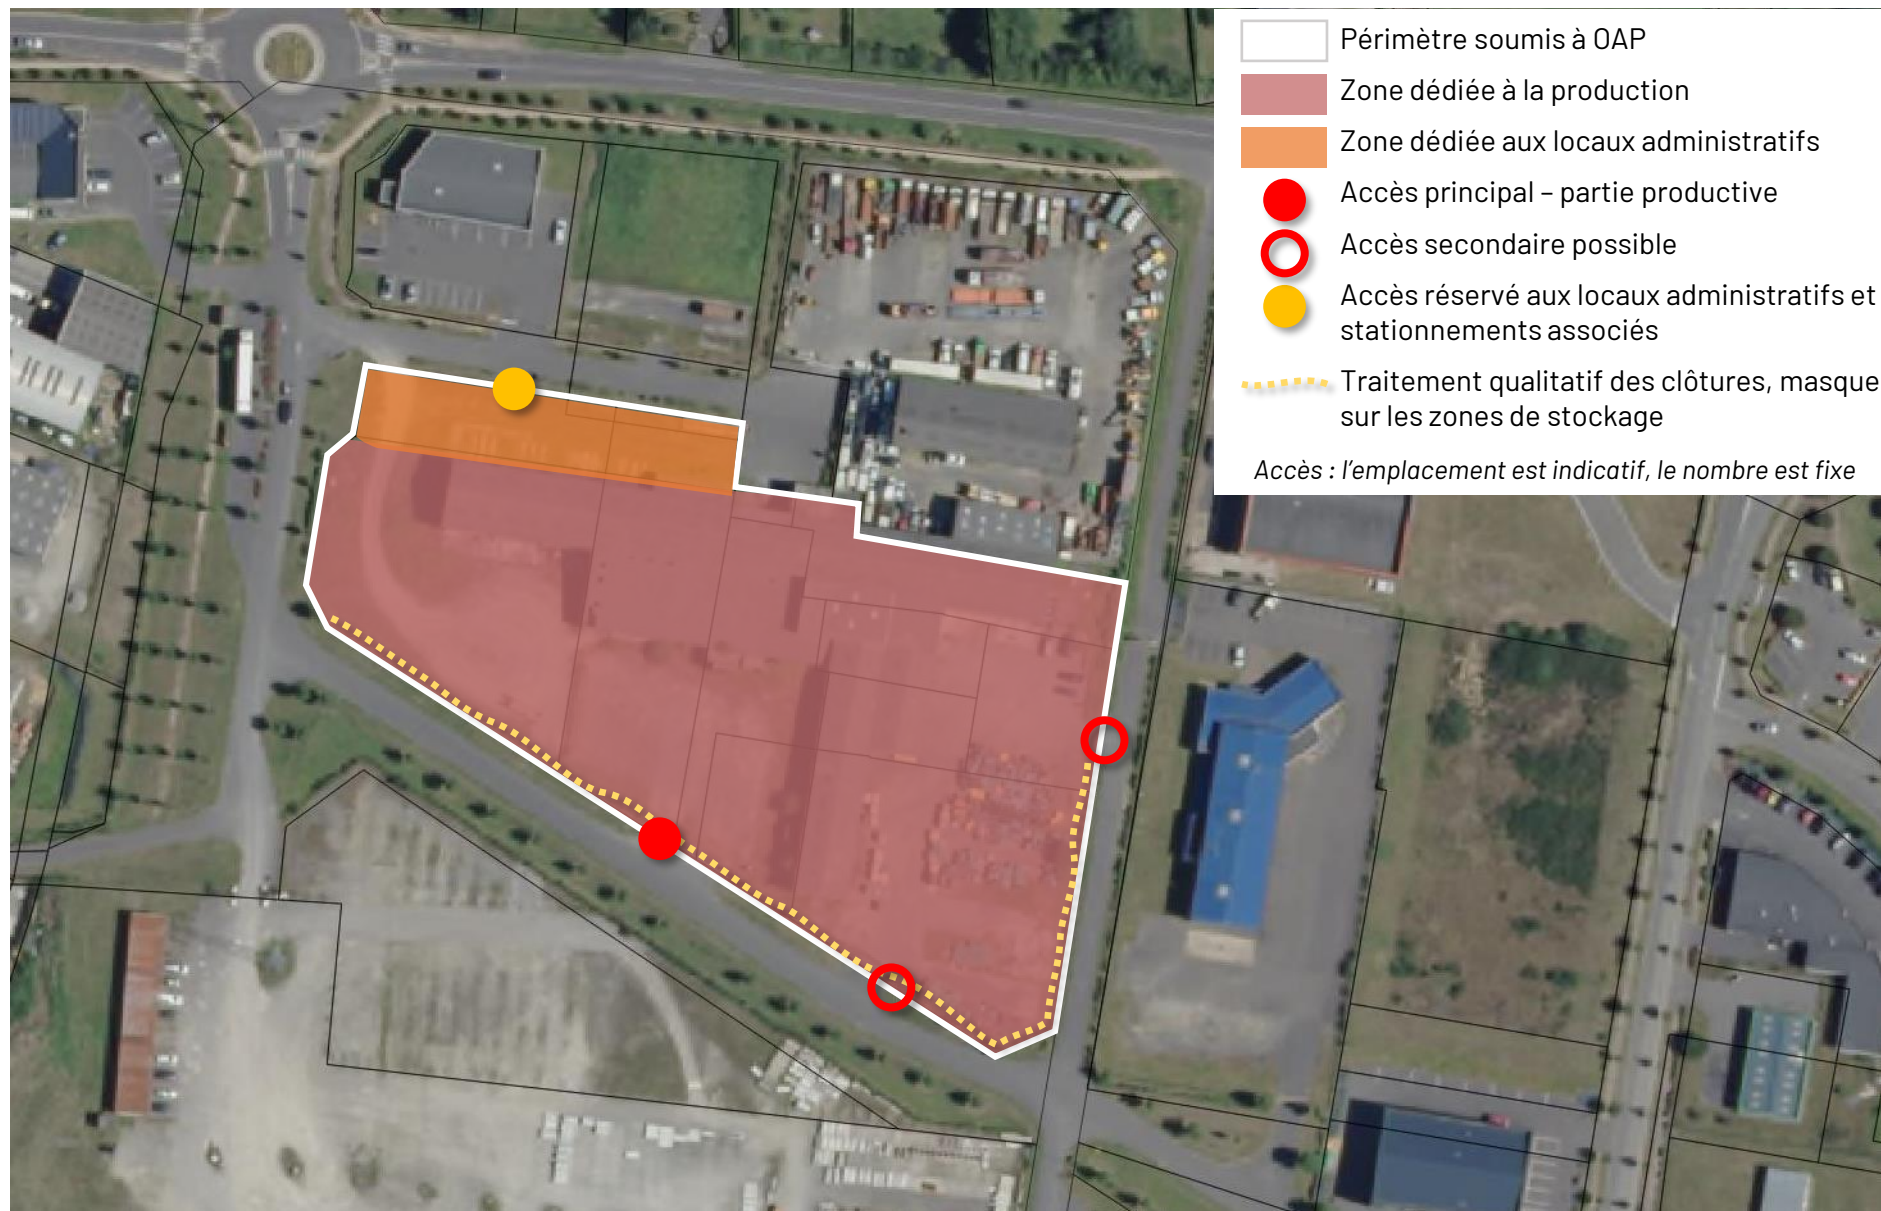 Périmètre soumis à OAP
Zone dédiée à la production
Zone dédiée aux locaux administratifs
Accès principal – partie productive
Accès secondaire possible
Accès réservé aux locaux administratifs et
stationnements associés
Traitement qualitatif des clôtures, masque
sur les zones de stockage
Accès : l’emplacement est indicatif, le nombre est fixe